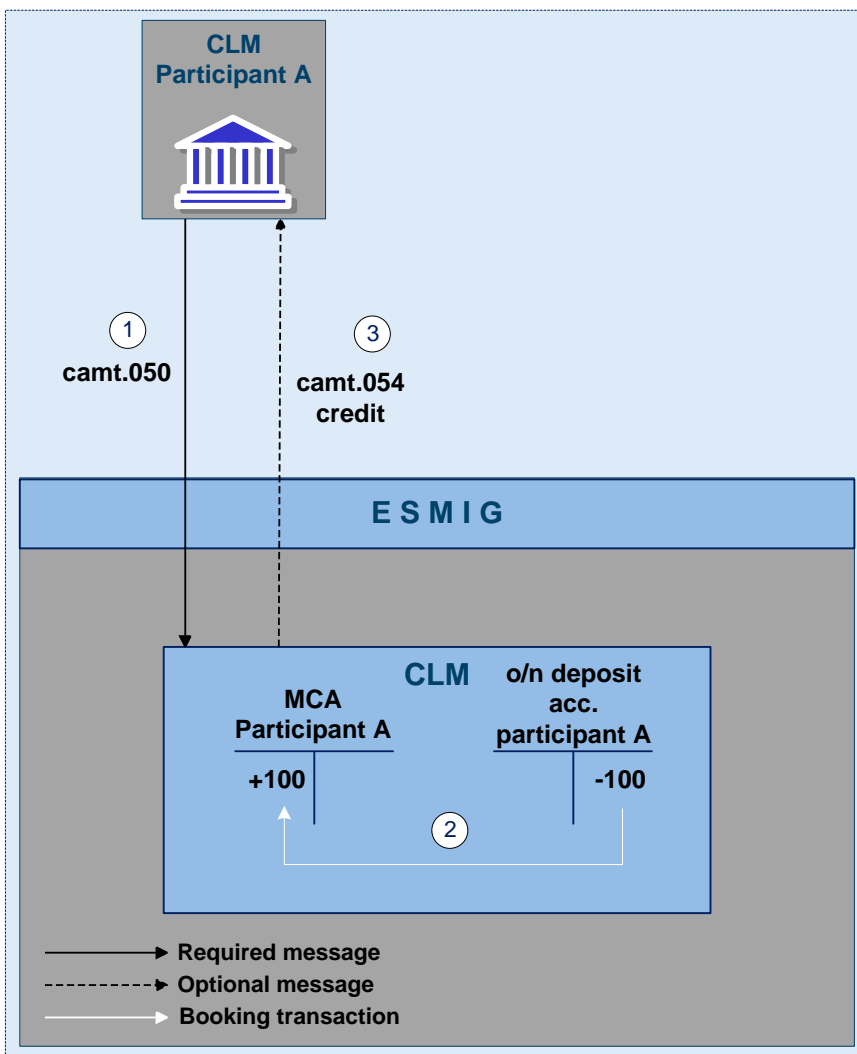 CLM
Participant A
1
camt.050
3
camt.054
credit
E S M I G
CLM
MCA
Participant A
o/n deposit
acc.
participant A
+100
-100
2
Required message
Optional message
Booking transaction